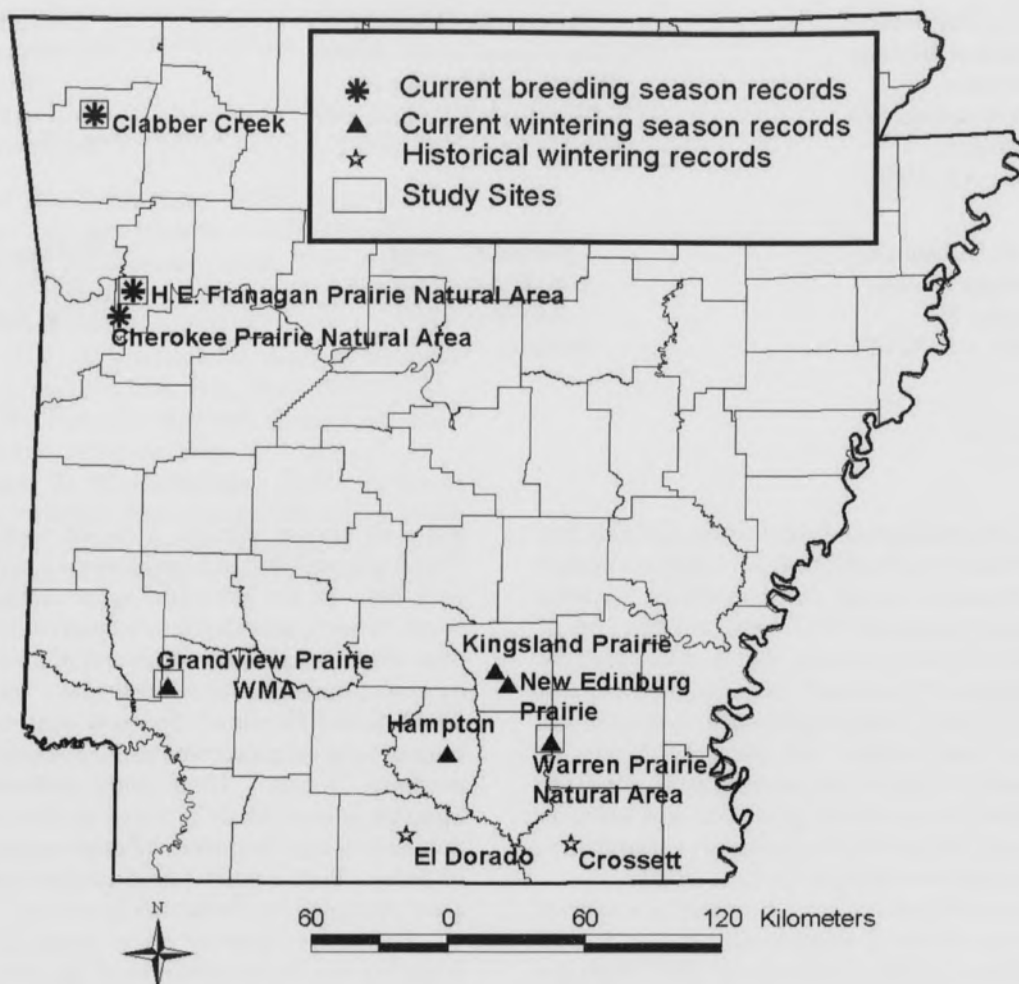 Current breeding season records
Current wintering season records
Historical wintering records
Study Sites
Clabber Creek
H.E. Flanagan Prairie Natural Area
Cherokee Prairie Natural Area
Grandview Prairie
WMA
Kingsland Prairie
New Edinburg
Prairie
Hampton
Warren Prairie
Natural Area
El Dorado
Crossett
N
60 0 60 120 Kilometers